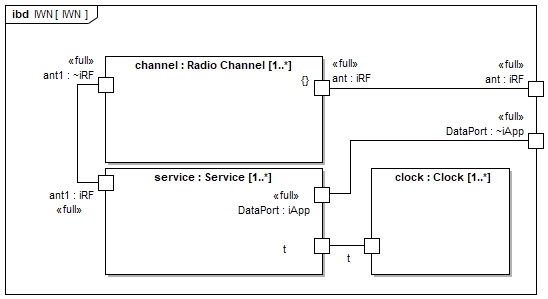 ibd IWN [ IWN ]
«full»
ant1 : ~iRF
channel : Radio Channel [1..*]
{}
«full»
ant : iRF
«full»
ant : iRF
«full»
DataPort : ~iApp
service : Service [1..*]
ant1 : iRF
«full»
«full»
DataPort : iApp
t
t
clock : Clock [1..*]